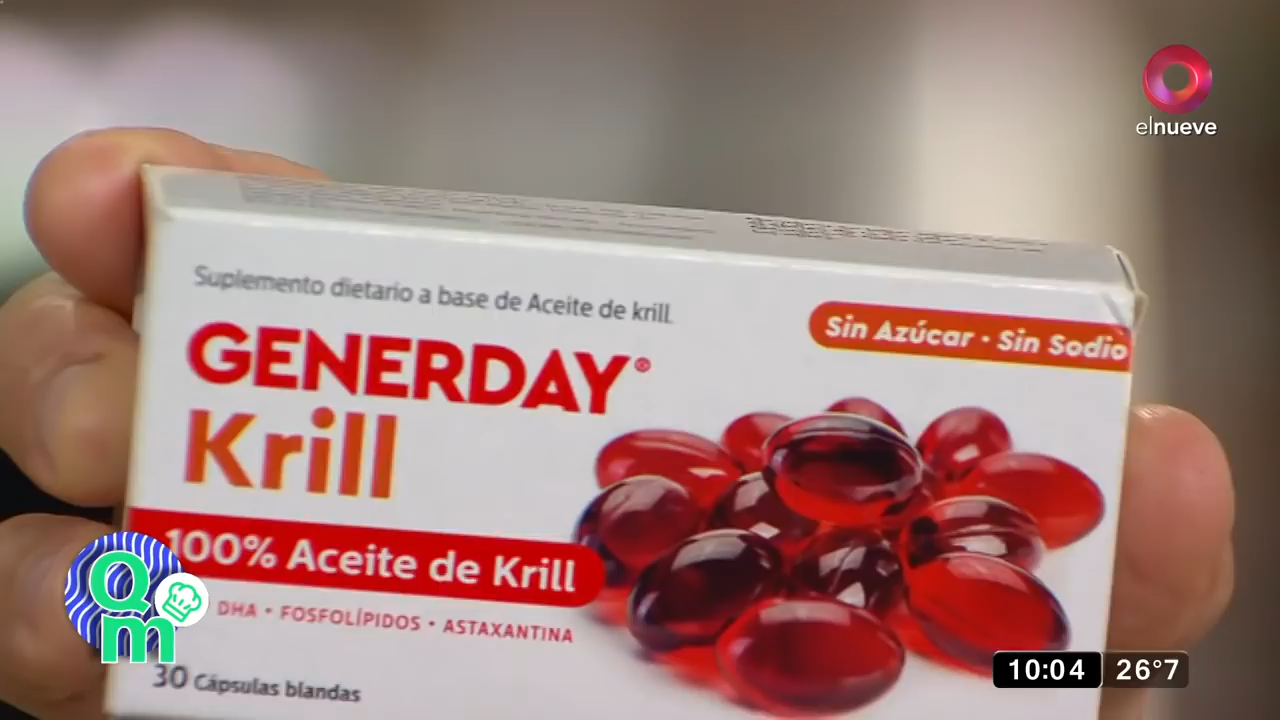 elnueve
Suplemento dietario a base de Aceite de krill.
Sin Azúcar · Sin Sodio
GENERDAY®
Krill
100% Aceite de Krill
DHA • FOSFOLÍPIDOS • ASTAXANTINA
30 Cápsulas blandas
Qm
10:04 26°7